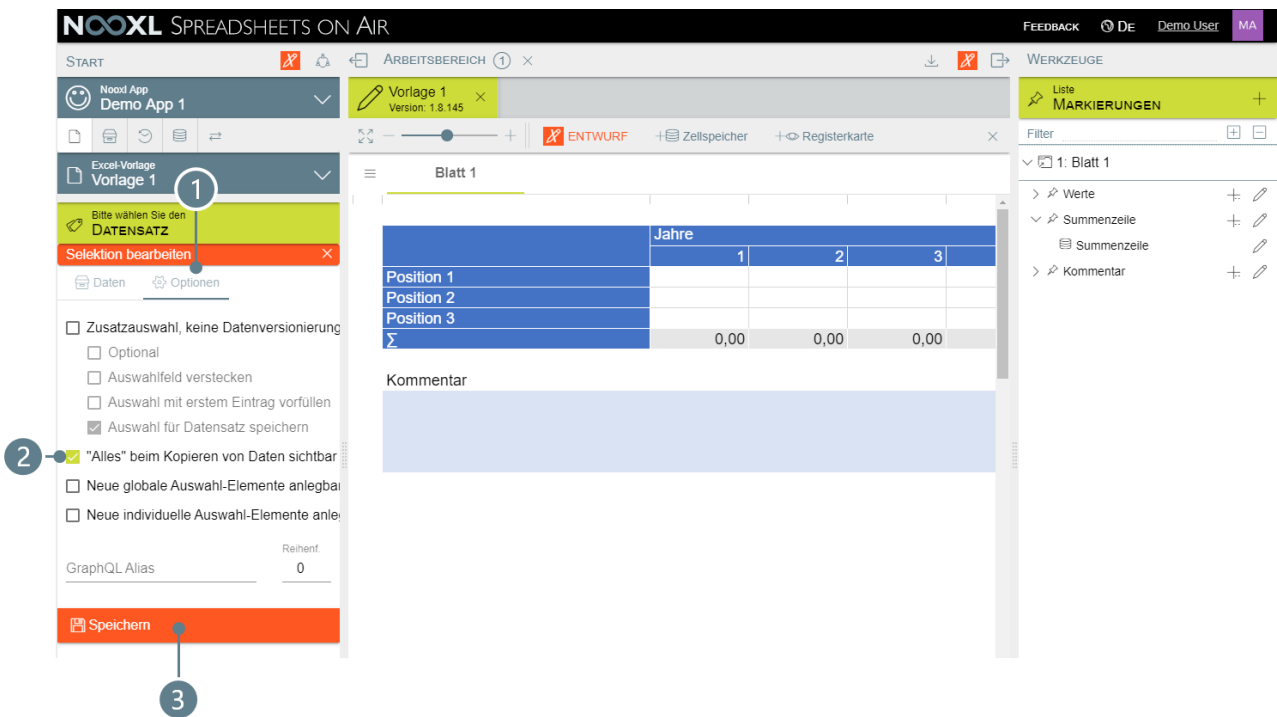 NOOXL SPREADSHEETS ON AIR
FEEDBACK DE Demo User MA
START
ARBEITSBEREICH 1
WERKZEUGE
Nooxl App
Demo App 1
Vorlage 1
Version: 1.8.145
Liste
MARKIERUNGEN
ENTWURF Zellspeicher Registerkarte
Filter
Excel-Vorlage
Vorlage 1
1
Blatt 1
1: Blatt 1
Werte
Summenzeile
Summenzeile
Kommentar
Bitte wählen Sie den
DATENSATZ
Selektion bearbeiten
Daten Optionen
Zusatzauswahl, keine Datenversionierung
Optional
Auswahlfeld verstecken
Auswahl mit erstem Eintrag vorfüllen
Auswahl für Datensatz speichern
2
"Alles" beim Kopieren von Daten sichtbar
Neue globale Auswahl-Elemente anlegbar
Neue individuelle Auswahl-Elemente anle
Reihenf.
GraphQL Alias 0
Speichern
3
Jahre
1 2 3
Position 1
Position 2
Position 3
∑ 0,00 0,00 0,00
Kommentar